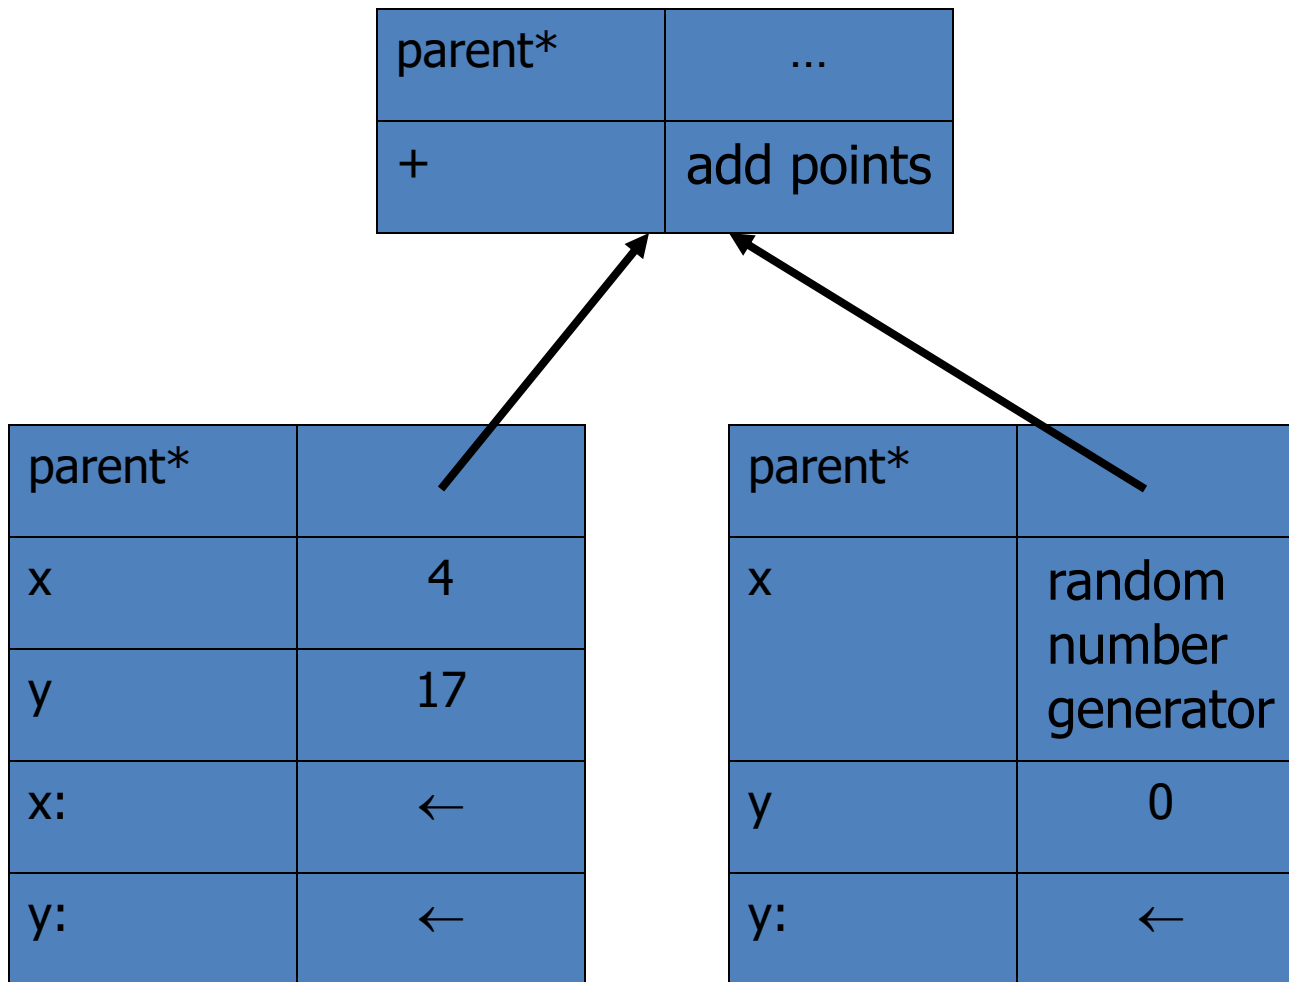 parent* ...
+ add points
parent*
x 4
y 17
x: ←
y: ←
parent*
x random
number
generator
y 0
y: ←